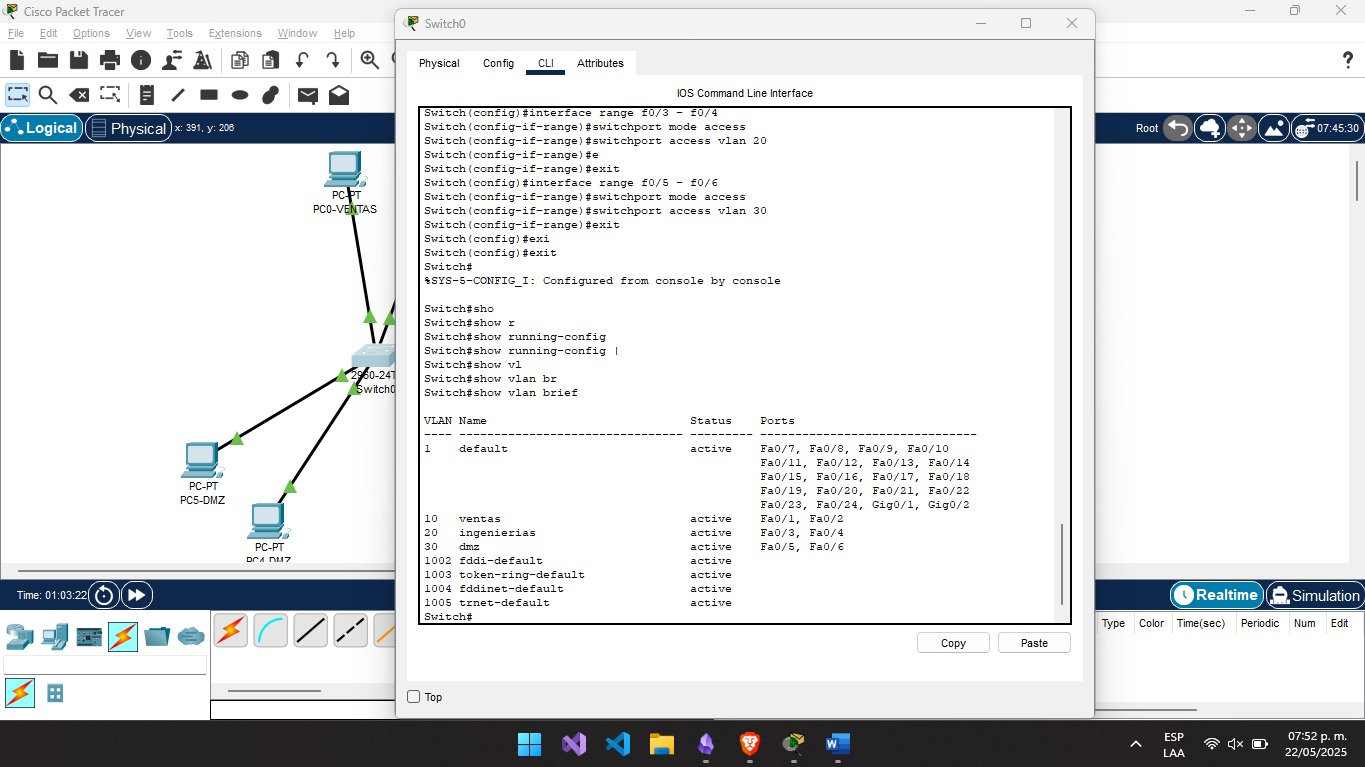 Cisco Packet Tracer
File Edit Options View Tools Extensions Window Help
Logical Physical x: 391, y: 206
Root 07:45:30
PC-PT
PC0-VENTAS
2960-24T
Switch0
PC-PT
PC5-DMZ
PC-PT
PC4-DMZ
Switch0
Physical Config CLI Attributes
IOS Command Line Interface
Switch(config)#interface range f0/3 - f0/4
Switch(config-if-range)#switchport mode access
Switch(config-if-range)#switchport access vlan 20
Switch(config-if-range)#e
Switch(config-if-range)#exit
Switch(config)#interface range f0/5 - f0/6
Switch(config-if-range)#switchport mode access
Switch(config-if-range)#switchport access vlan 30
Switch(config-if-range)#exit
Switch(config)#exi
Switch(config)#exit
Switch#
%SYS-5-CONFIG_I: Configured from console by console
Switch#sho
Switch#show r
Switch#show running-config
Switch#show running-config |
Switch#show vl
Switch#show vlan br
Switch#show vlan brief
VLAN Name Status Ports
---- -------------------------------- --------- -------------------------------
1 default active Fa0/7, Fa0/8, Fa0/9, Fa0/10
Fa0/11, Fa0/12, Fa0/13, Fa0/14
Fa0/15, Fa0/16, Fa0/17, Fa0/18
Fa0/19, Fa0/20, Fa0/21, Fa0/22
Fa0/23, Fa0/24, Gig0/1, Gig0/2
10 ventas active Fa0/1, Fa0/2
20 ingenierias active Fa0/3, Fa0/4
30 dmz active Fa0/5, Fa0/6
1002 fddi-default active
1003 token-ring-default active
1004 fddinet-default active
1005 trnet-default active
Switch#
Copy Paste
Top
Time: 01:03:22
Realtime Simulation
Type Color Time(sec) Periodic Num Edit
ESP
LAA
07:52 p. m.
22/05/2025